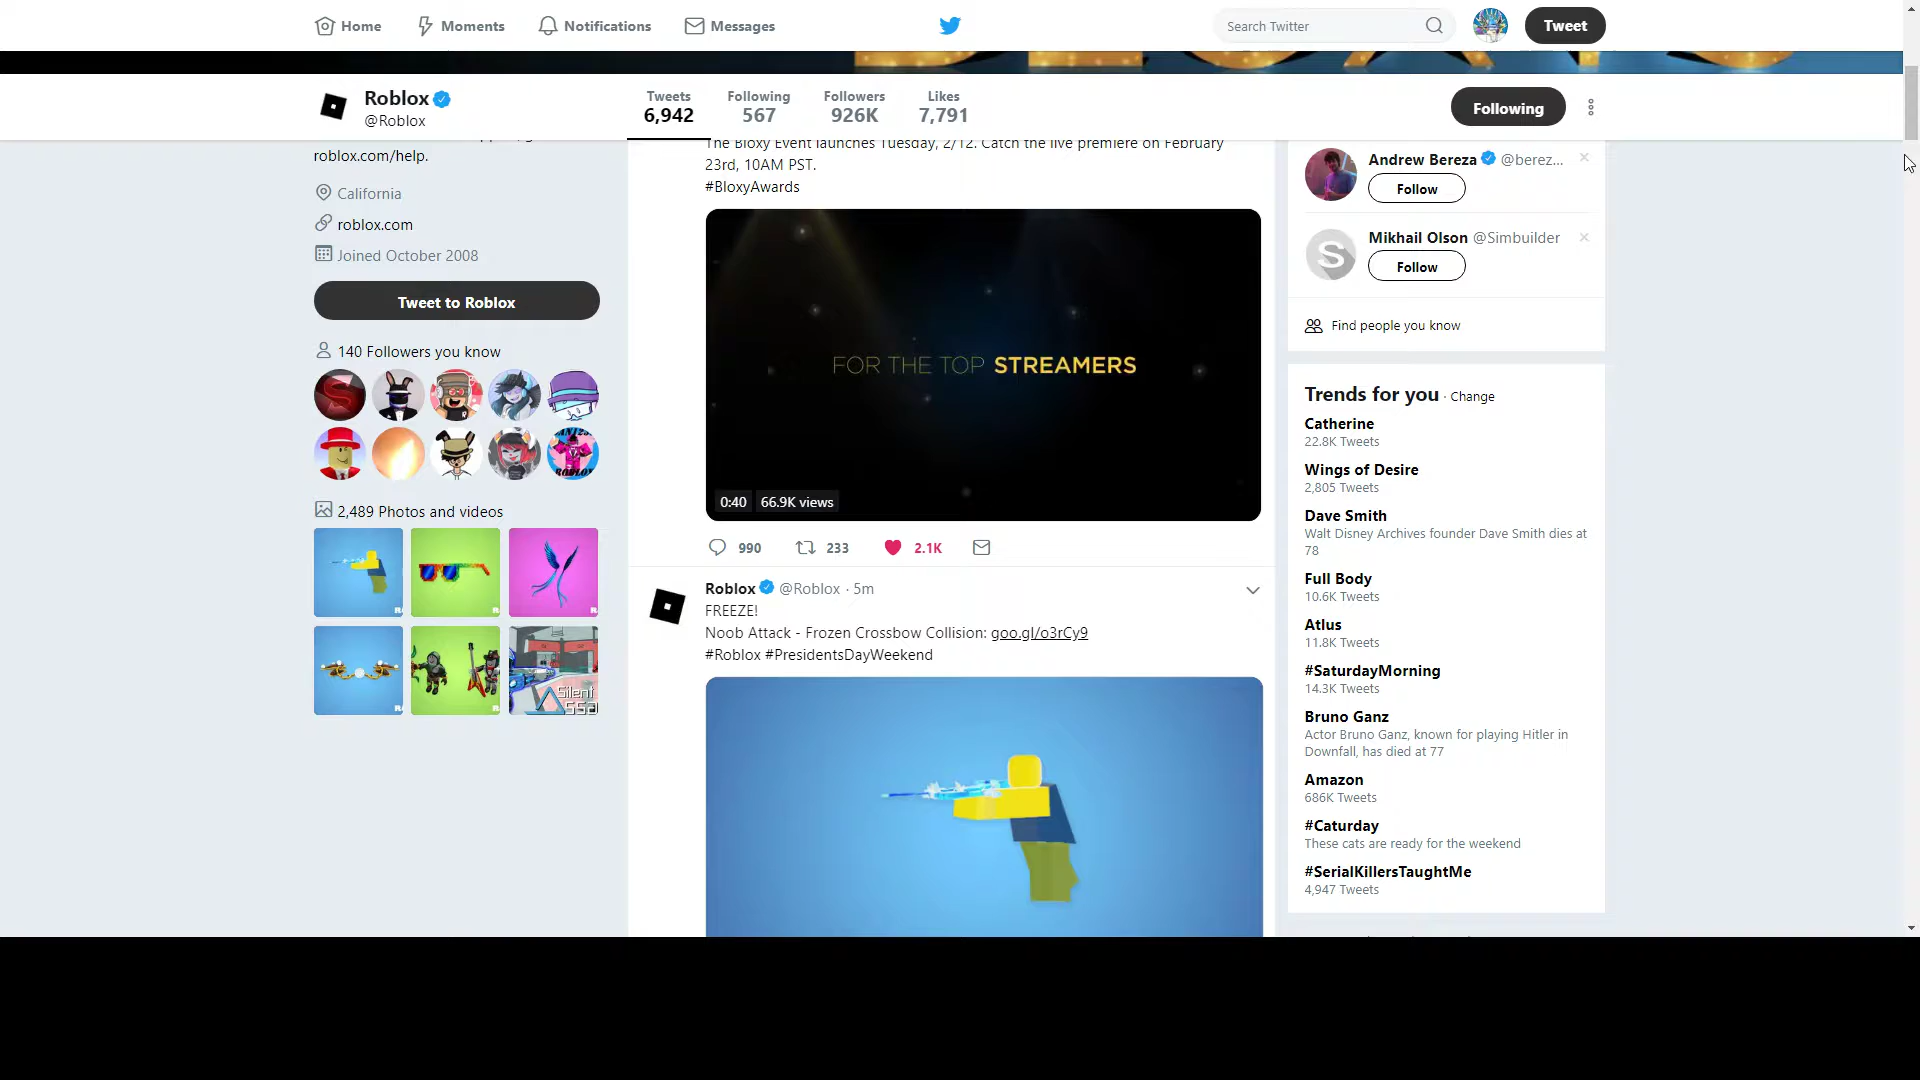 Home
Moments
Notifications
Messages
Search Twitter
Tweet
Roblox
@Roblox
Tweets
6,942
Following
567
Followers
926K
Likes
7,791
Following
roblox.com/help.
California
roblox.com
Joined October 2008
Tweet to Roblox
140 Followers you know
2,489 Photos and videos
Silent
The Bloxy Event launches Tuesday, 2/12. Catch the live premiere on February
23rd, 10AM PST.
#BloxyAwards
FOR THE TOP STREAMERS
0:40 66.9K views
990 233 2.1K
Roblox @Roblox · 5m
FREEZE!
Noob Attack - Frozen Crossbow Collision: goo.gl/o3rCy9
#Roblox #PresidentsDayWeekend
Andrew Bereza @berez...
Follow
S
Mikhail Olson @Simbuilder
Follow
Find people you know
Trends for you · Change
Catherine
22.8K Tweets
Wings of Desire
2,805 Tweets
Dave Smith
Walt Disney Archives founder Dave Smith dies at
78
Full Body
10.6K Tweets
Atlus
11.8K Tweets
#SaturdayMorning
14.3K Tweets
Bruno Ganz
Actor Bruno Ganz, known for playing Hitler in
Downfall, has died at 77
Amazon
686K Tweets
#Caturday
These cats are ready for the weekend
#SerialKillersTaughtMe
4,947 Tweets